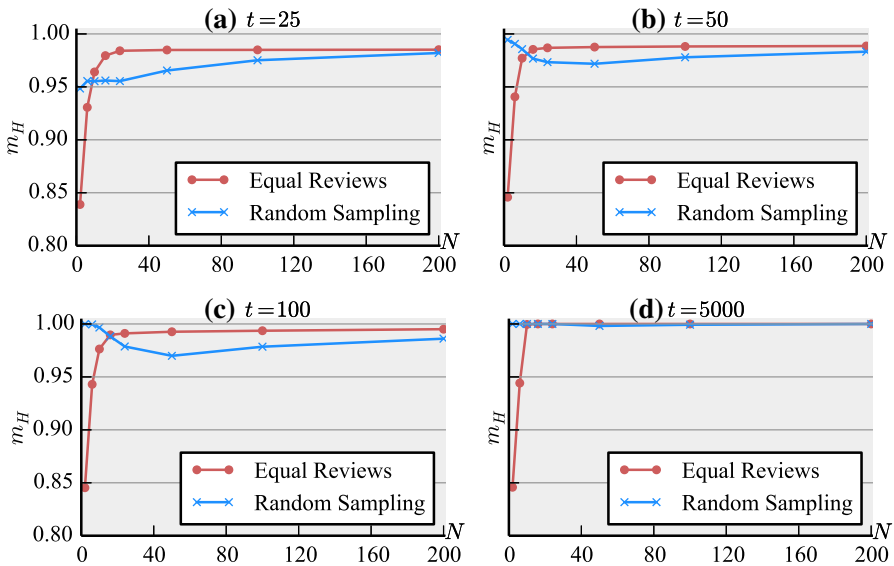 (a) t=25
1.00
0.95
0.90
0.85
0.80
m_H
Equal Reviews
Random Sampling
N
0 40 80 120 160 200
(b) t=50
Equal Reviews
Random Sampling
N
0 40 80 120 160 200
(c) t=100
1.00
0.95
0.90
0.85
0.80
m_H
Equal Reviews
Random Sampling
N
0 40 80 120 160 200
(d) t=5000
m_H
Equal Reviews
Random Sampling
N
0 40 80 120 160 200